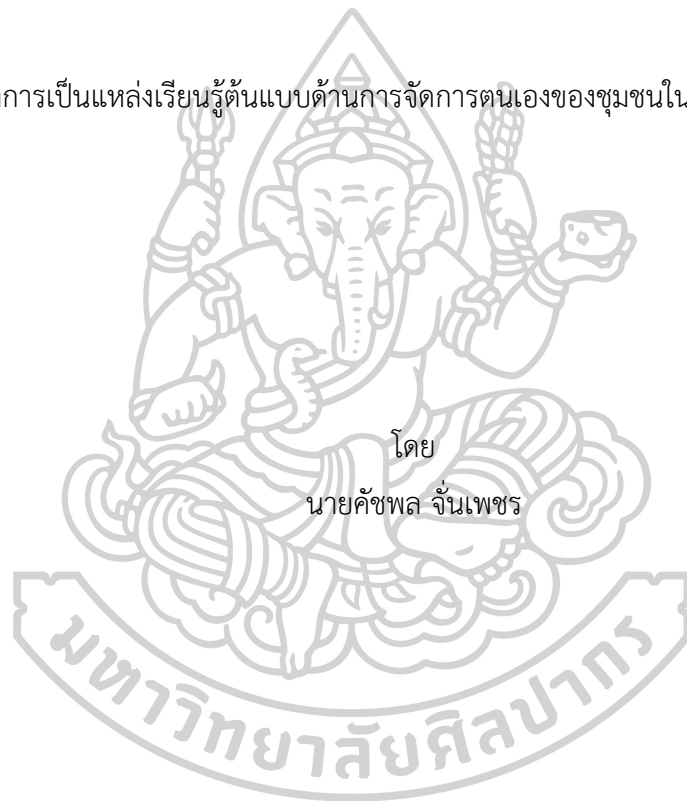 การเป็นแหล่งเรียนรู้ต้นแบบด้านการจัดการตนเองของชุมชนใน
โดย
นายคัชพล จั่นเพชร
มหาวิทยาลัยศิลปากร